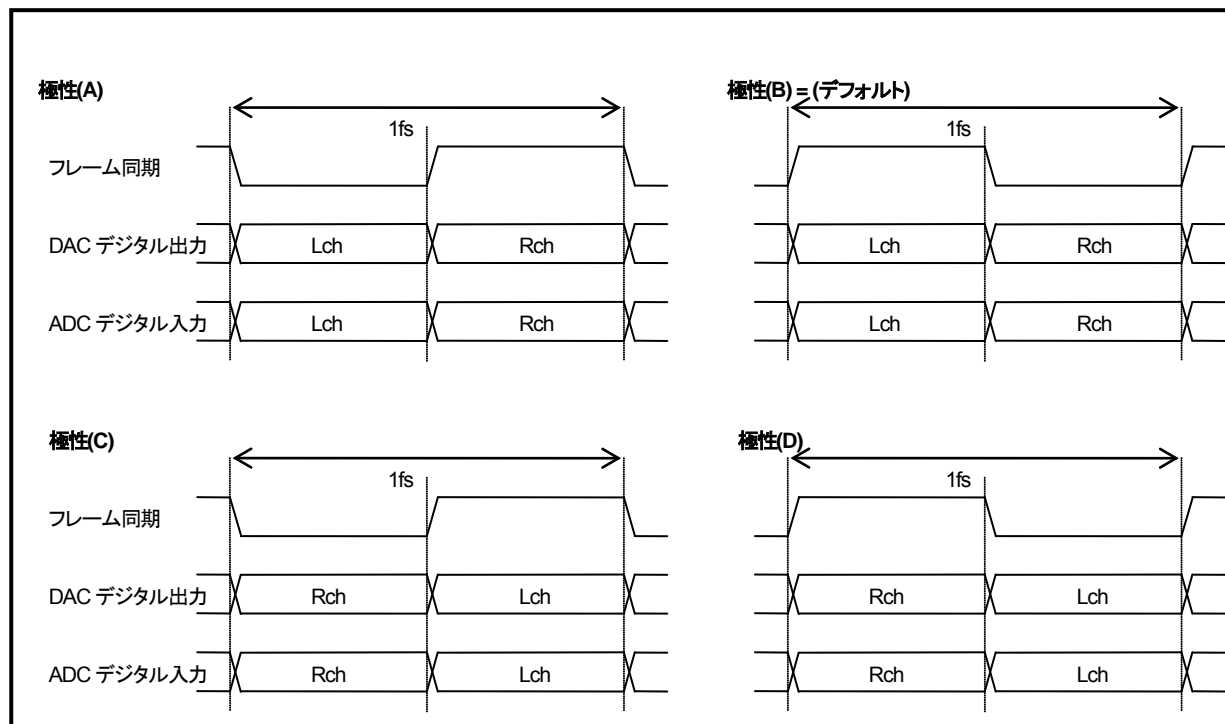 極性(A)
1fs
フレーム同期
DAC デジタル出力
Lch
Rch
ADC デジタル入力
Lch
Rch
極性(B) = (デフォルト)
1fs
Lch
Rch
Lch
Rch
極性(C)
1fs
フレーム同期
DAC デジタル出力
Rch
Lch
ADC デジタル入力
Rch
Lch
極性(D)
1fs
Rch
Lch
Rch
Lch